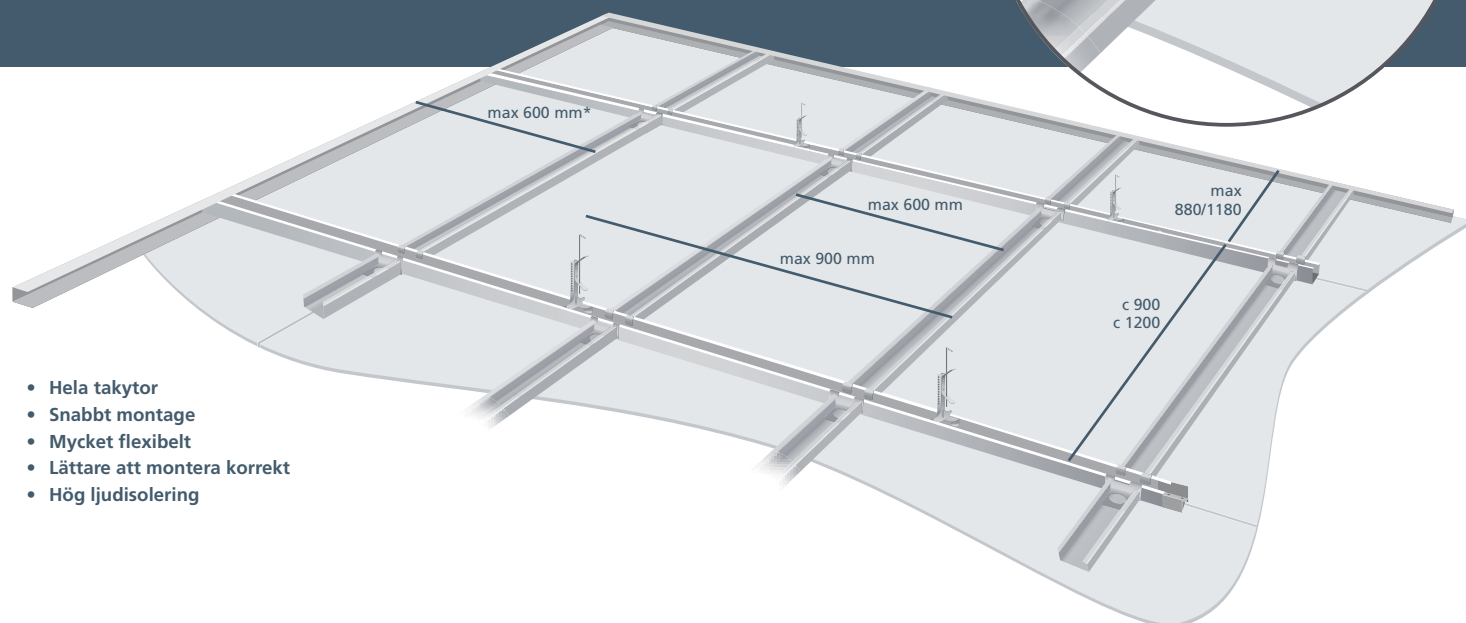 max 600 mm*
max 600 mm
max
880/1180
max 900 mm
c 900
c 1200
• Hela takytor
• Snabbt montage
• Mycket flexibelt
• Lättare att montera korrekt
• Hög ljudisolering